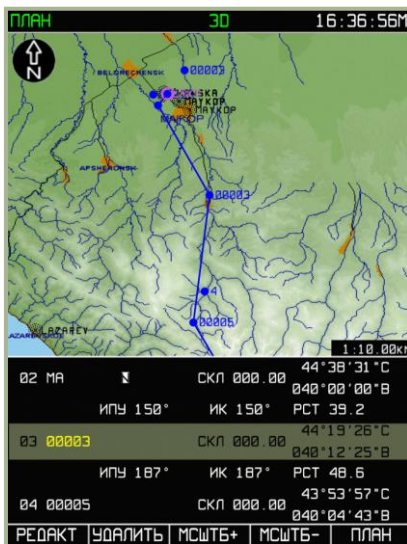 ПЛАН 3D 16:36:56М
N
BELORECHENSK
00003
MAYKOP
MAYKOP
MAIKOP
APSHERONSK
00003
4
00005
LAZAREV
1:10.00км
02 МА СКЛ 000.00 44°38'31"С
040°00'00"В
ИПУ 150° ИК 150° РСТ 39.2
03 00003 СКЛ 000.00 44°19'26"С
040°12'25"В
ИПУ 187° ИК 187° РСТ 48.6
04 00005 СКЛ 000.00 43°53'57"С
040°04'43"В
РЕДАКТ УДАЛИТЬ МСШТБ+ МСШТБ- ПЛАН